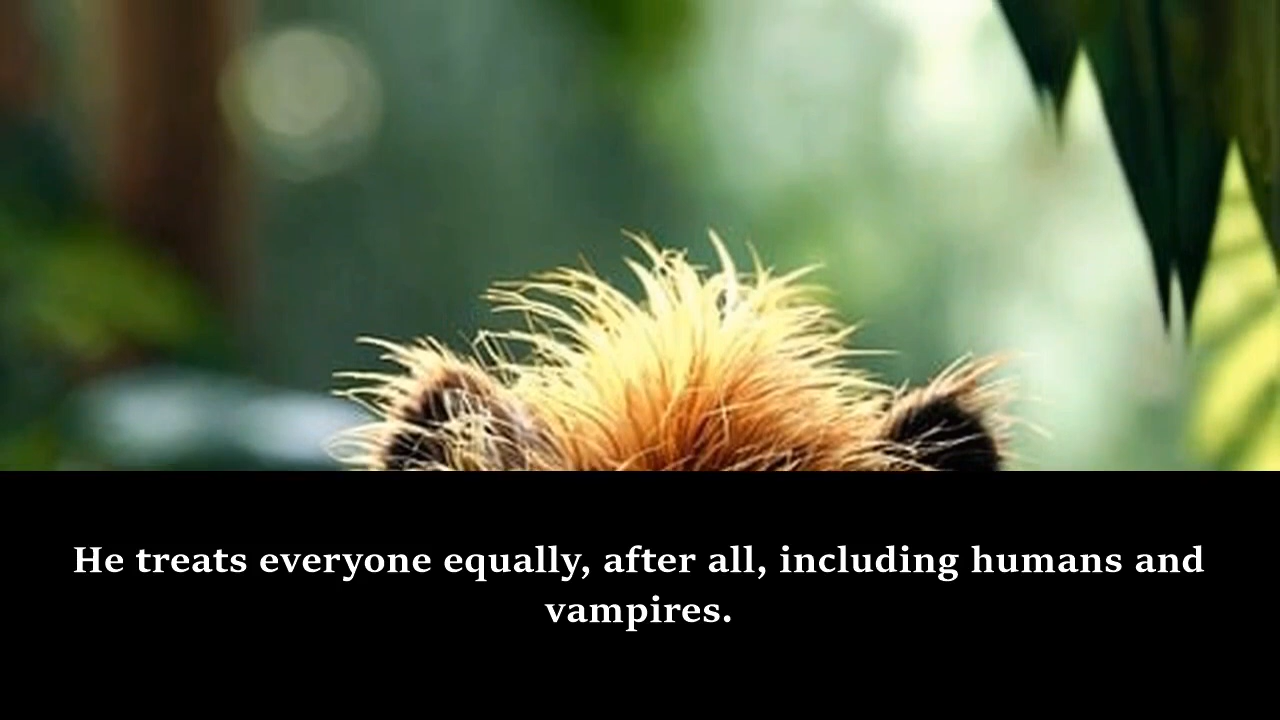 He treats everyone equally, after all, including humans and
vampires.